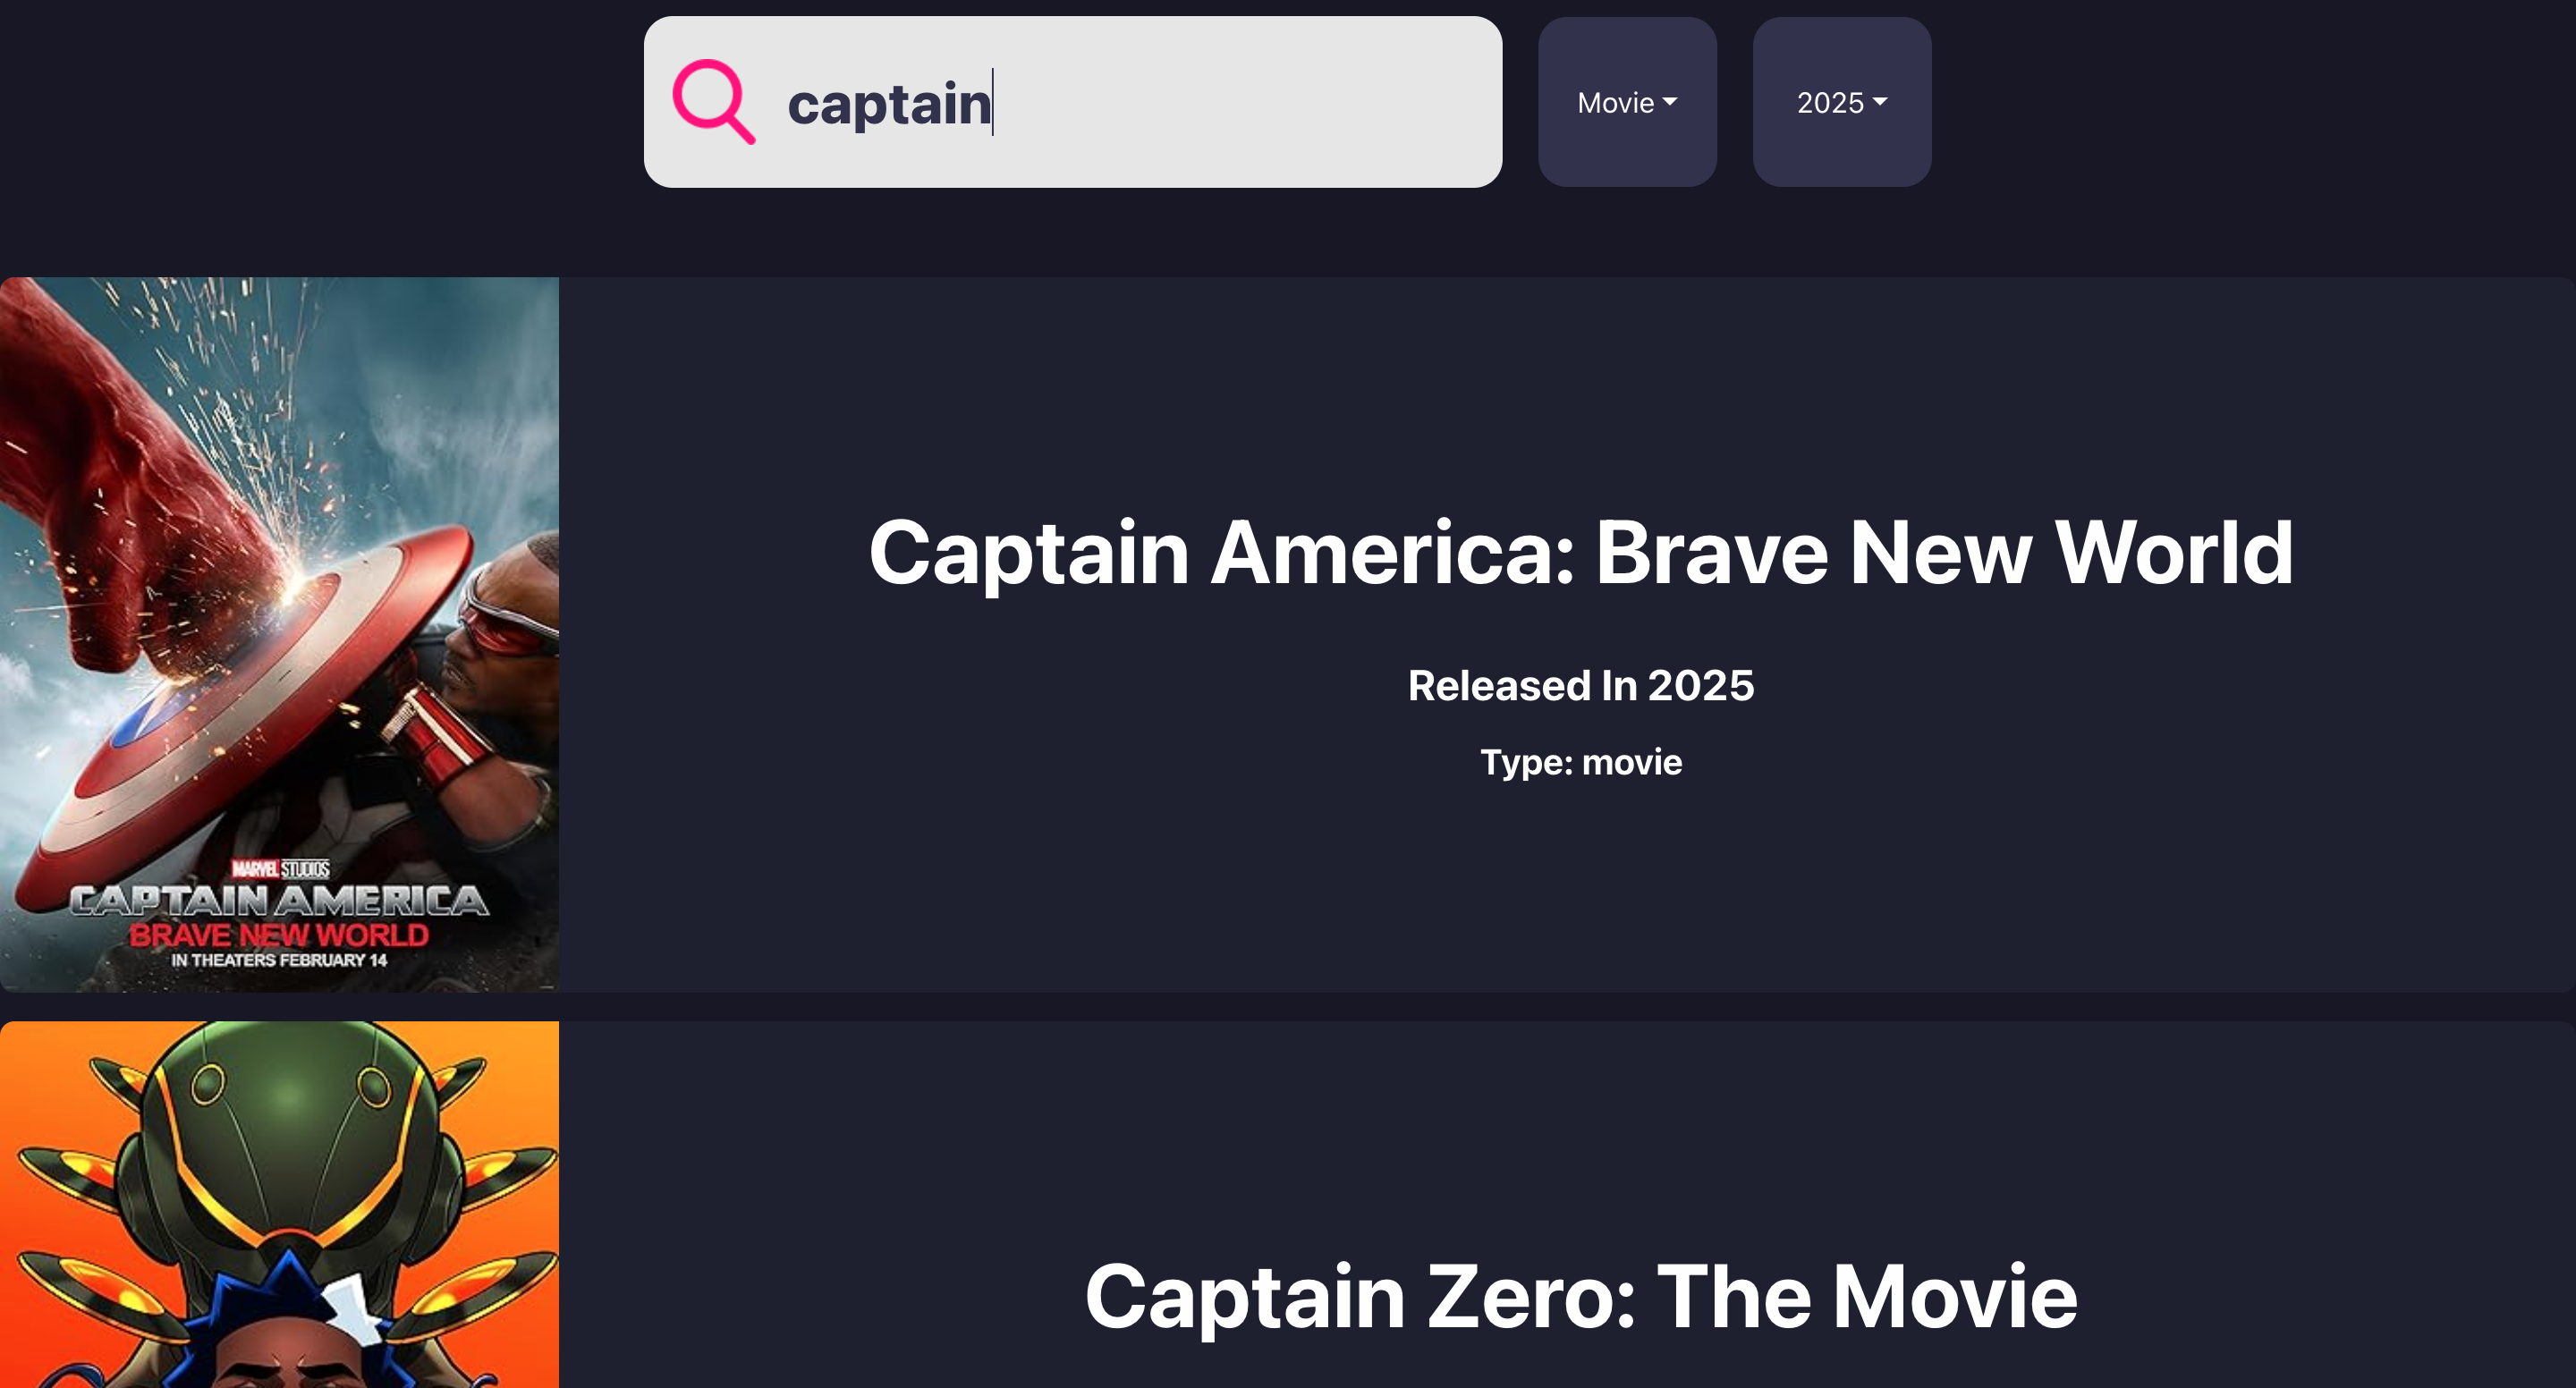 captain
Movie
2025
Captain America: Brave New World
Released In 2025
Type: movie
MARVEL STUDIOS
CAPTAIN AMERICA
BRAVE NEW WORLD
IN THEATERS FEBRUARY 14
Captain Zero: The Movie